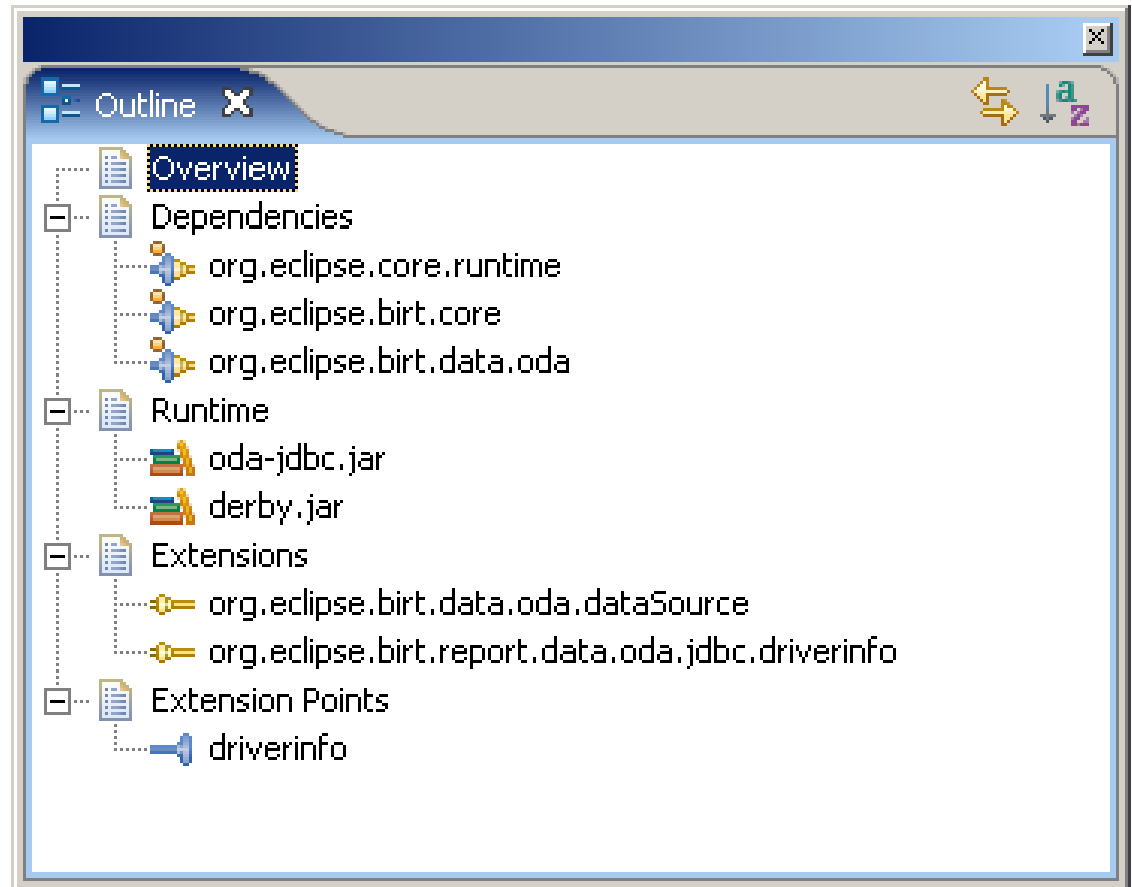 Outline
Overview
Dependencies
org.eclipse.core.runtime
org.eclipse.birt.core
org.eclipse.birt.data.oda
Runtime
oda-jdbc.jar
derby.jar
Extensions
org.eclipse.birt.data.oda.dataSource
org.eclipse.birt.report.data.oda.jdbc.driverinfo
Extension Points
driverinfo